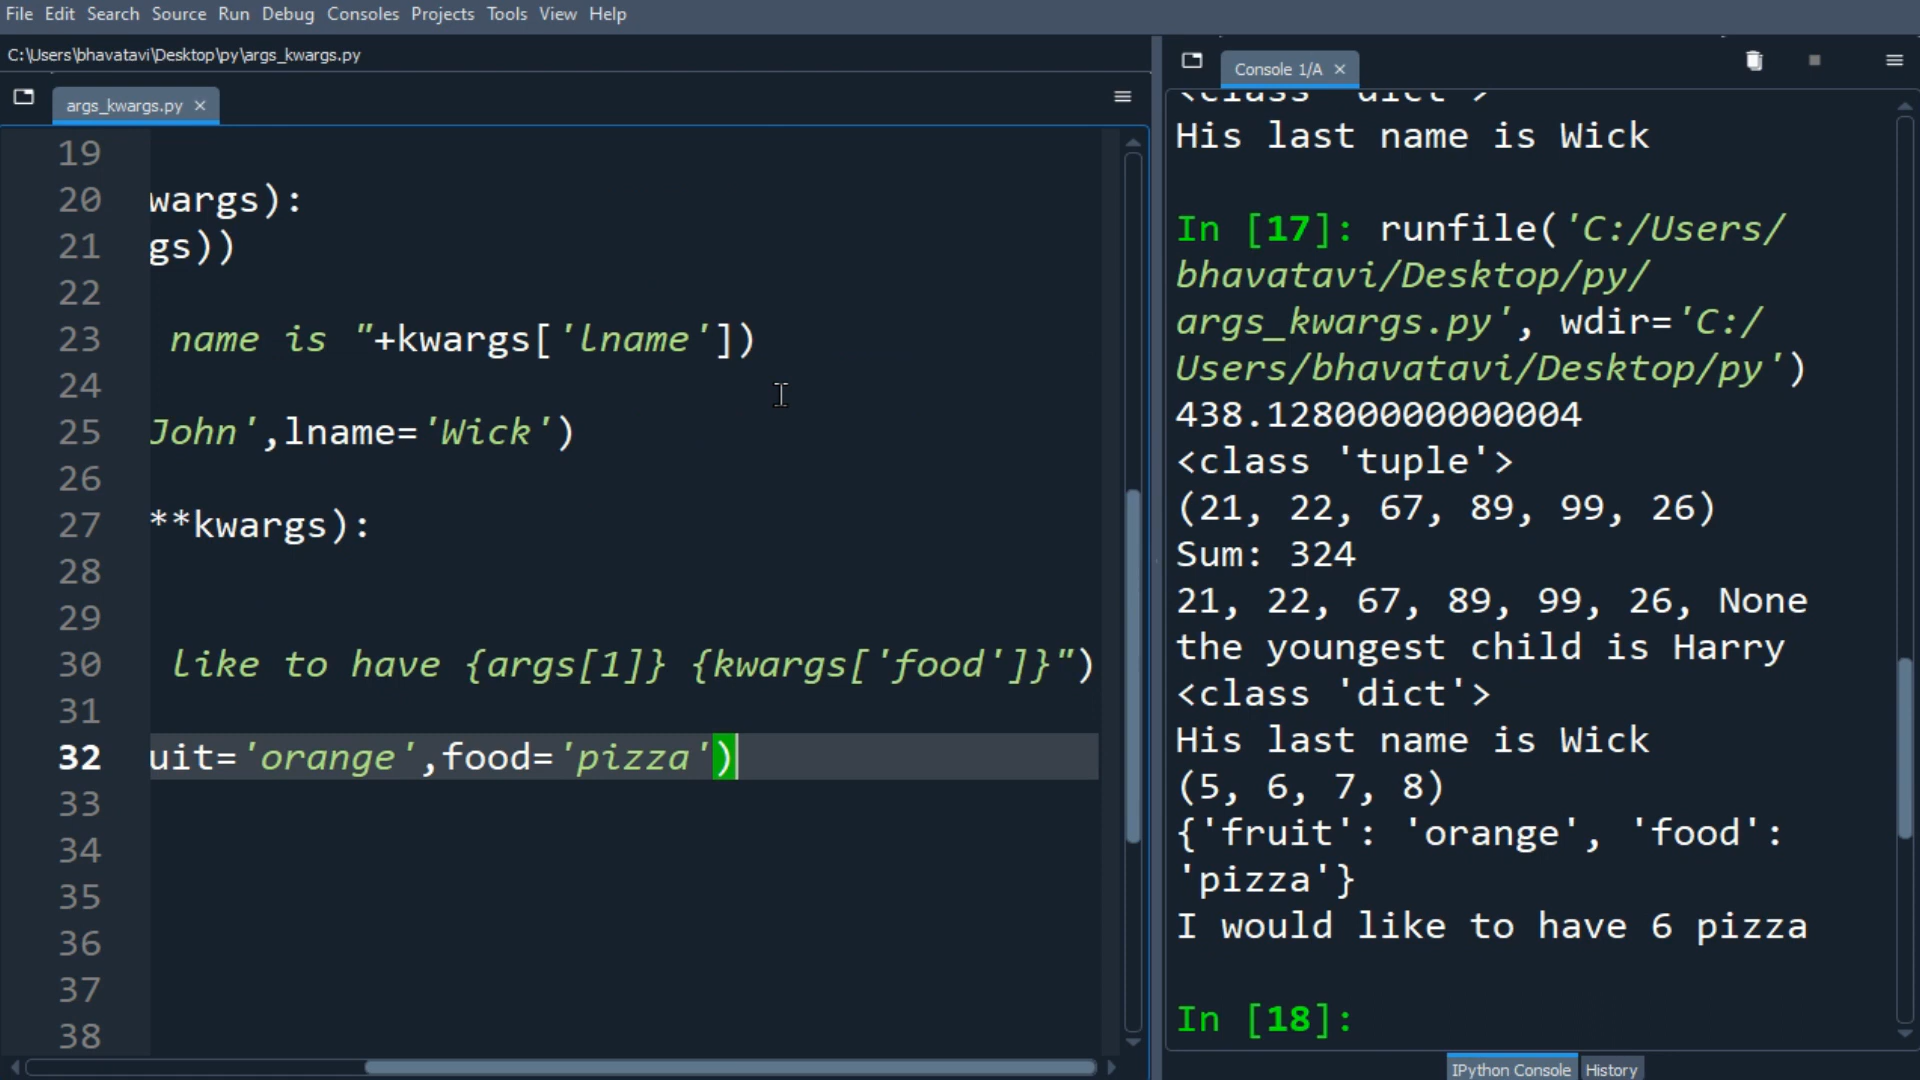 File Edit Search Source Run Debug Consoles Projects Tools View Help
C:\Users\bhavatavi\Desktop\py\args_kwargs.py
args_kwargs.py
19
20 wargs):
21 gs))
22
23 name is "+kwargs['lname'])
24
25 John',lname='Wick')
26
27 **kwargs):
28
29
30 like to have {args[1]} {kwargs['food']}")
31
32 uit='orange',food='pizza')
33
34
35
36
37
38
Console 1/A
<class 'dict'>
His last name is Wick
In [17]: runfile('C:/Users/
bhavatavi/Desktop/py/
args_kwargs.py', wdir='C:/
Users/bhavatavi/Desktop/py')
438.12800000000004
<class 'tuple'>
(21, 22, 67, 89, 99, 26)
Sum: 324
21, 22, 67, 89, 99, 26, None
the youngest child is Harry
<class 'dict'>
His last name is Wick
(5, 6, 7, 8)
{'fruit': 'orange', 'food':
'pizza'}
I would like to have 6 pizza
In [18]:
IPython Console History